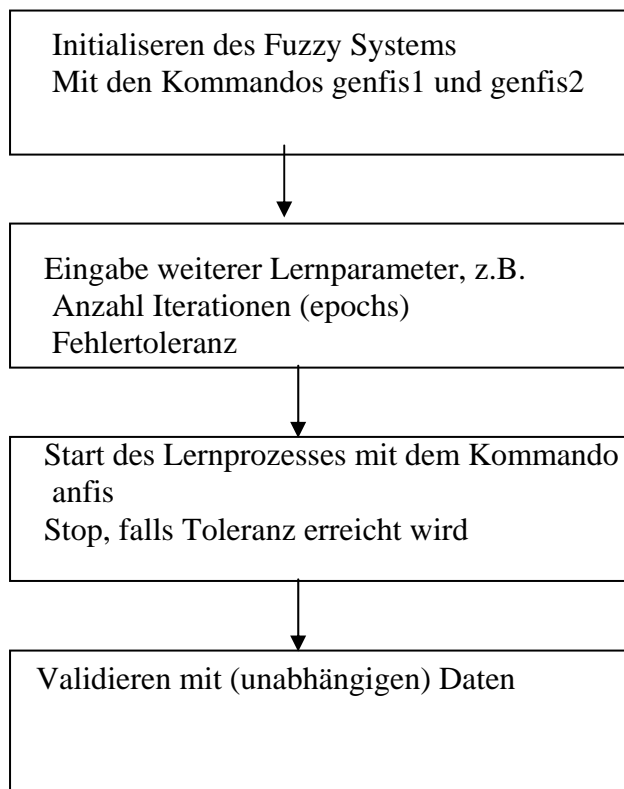 Initialiseren des Fuzzy Systems
Mit den Kommandos genfis1 und genfis2
Eingabe weiterer Lernparameter, z.B.
Anzahl Iterationen (epochs)
Fehlertoleranz
Start des Lernprozesses mit dem Kommando
anfis
Stop, falls Toleranz erreicht wird
Validieren mit (unabhängigen) Daten